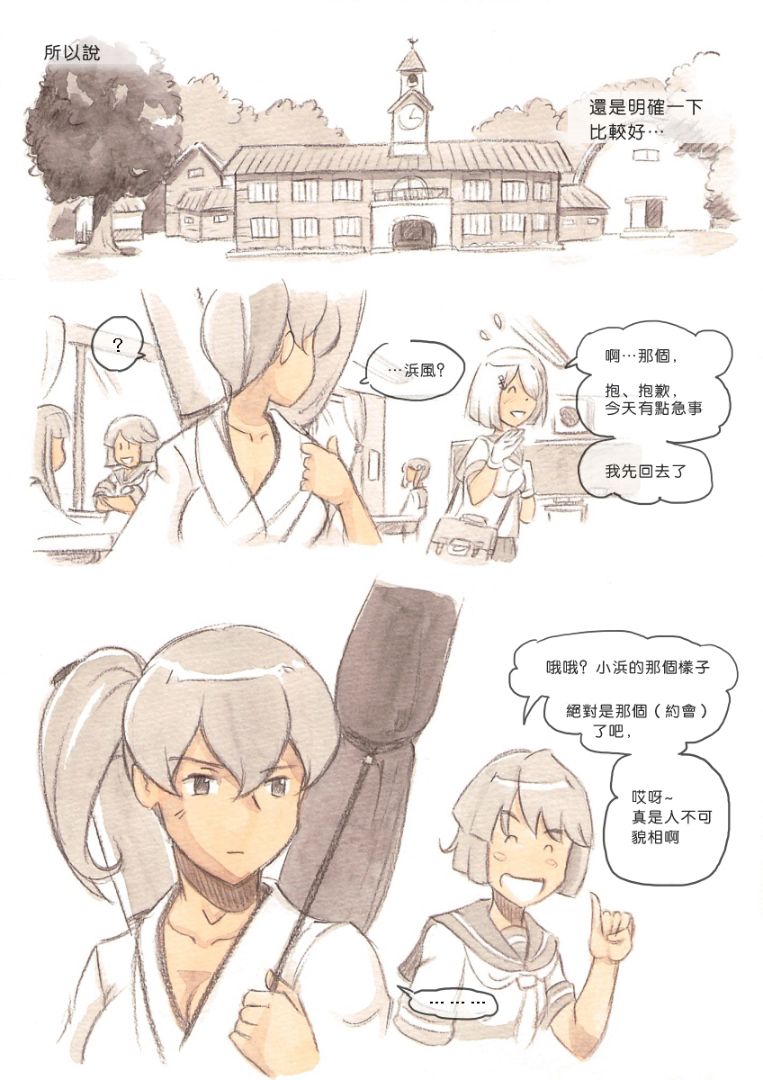 所以說
還是明確一下
比較好…
?
…浜風?
啊…那個,
抱、抱歉,
今天有點急事
我先回去了
哦哦? 小浜的那個樣子
絕對是那個(約會)
了吧,
哎呀~
真是人不可
貌相啊
………